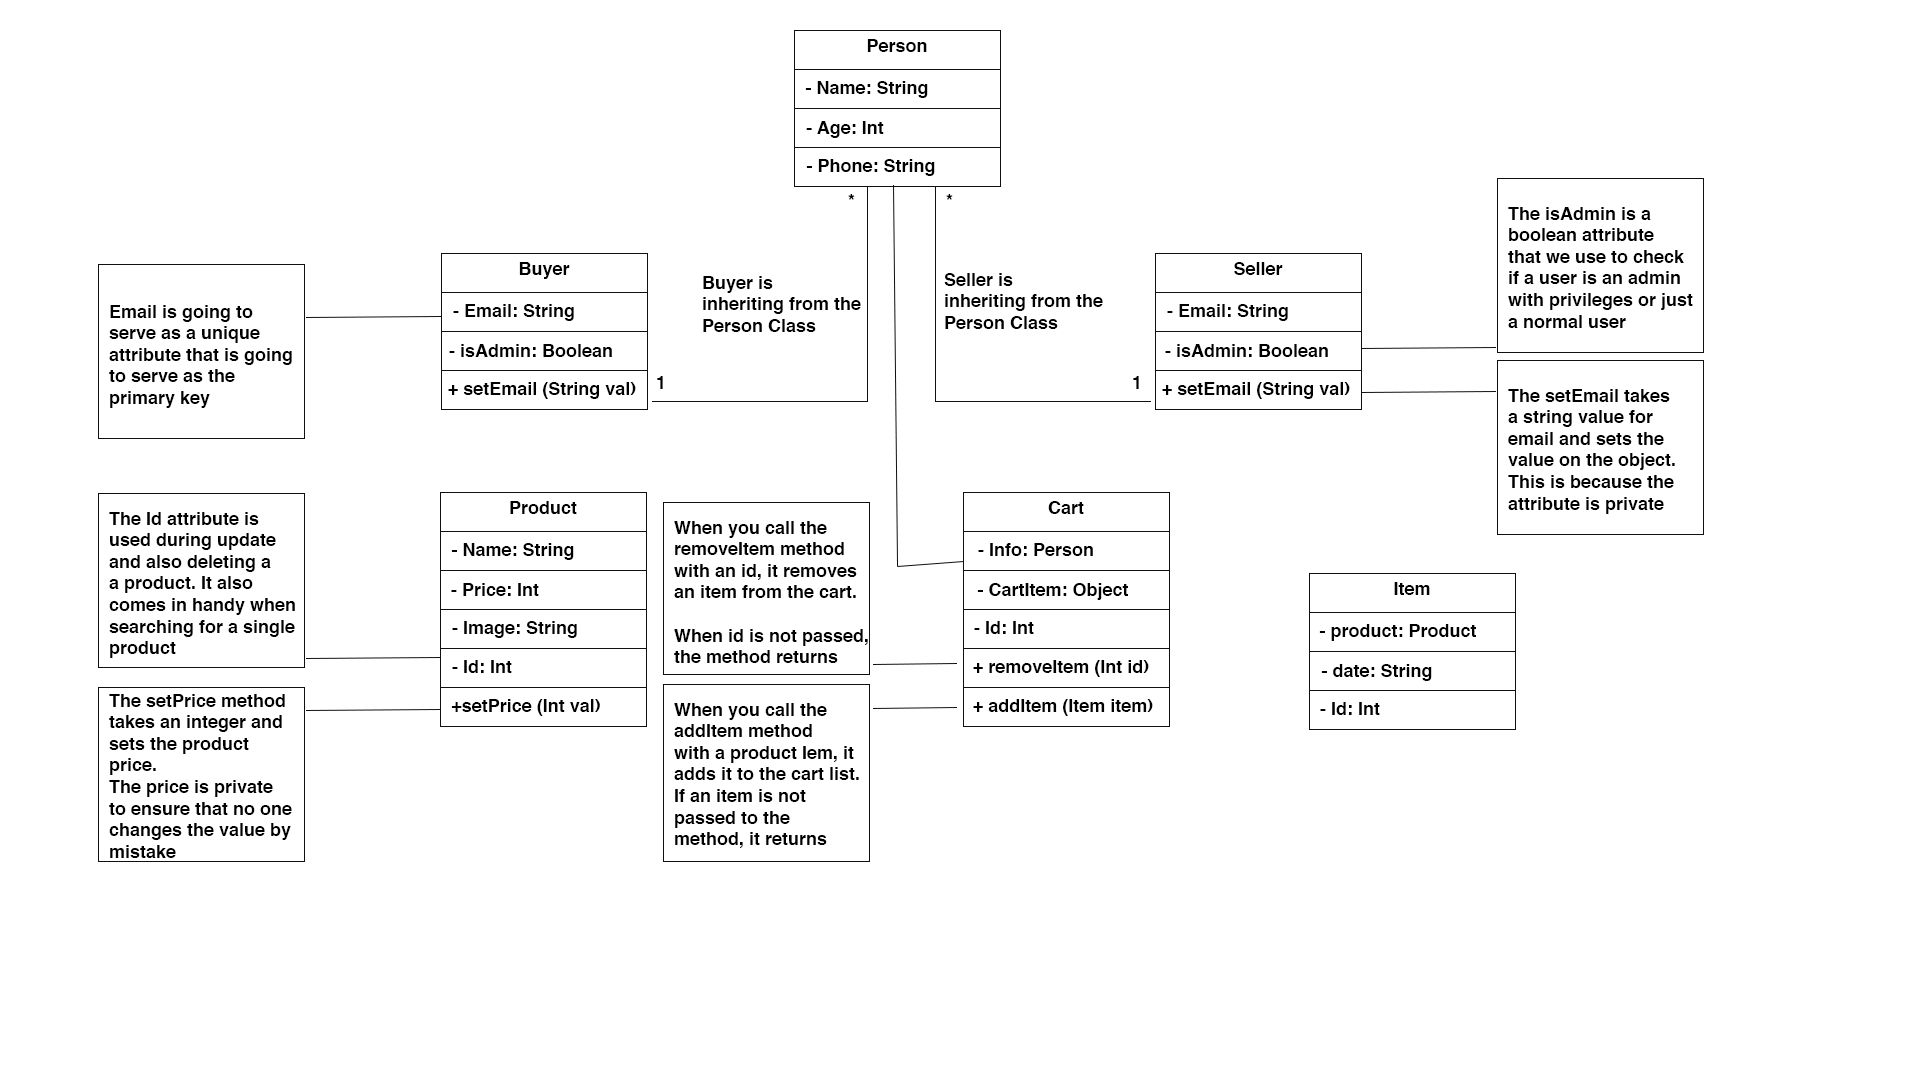 Person
- Name: String
- Age: Int
- Phone: String
*
*
Buyer
- Email: String
- isAdmin: Boolean
+ setEmail (String val)
1
Buyer is
inheriting from the
Person Class
Seller is
inheriting from the
Person Class
1
Seller
- Email: String
- isAdmin: Boolean
+ setEmail (String val)
The isAdmin is a
boolean attribute
that we use to check
if a user is an admin
with privileges or just
a normal user
The setEmail takes
a string value for
email and sets the
value on the object.
This is because the
attribute is private
Email is going to
serve as a unique
attribute that is going
to serve as the
primary key
The Id attribute is
used during update
and also deleting a
a product. It also
comes in handy when
searching for a single
product
The setPrice method
takes an integer and
sets the product
price.
The price is private
to ensure that no one
changes the value by
mistake
Product
- Name: String
- Price: Int
- Image: String
- Id: Int
+setPrice (Int val)
When you call the
removeItem method
with an id, it removes
an item from the cart.
When id is not passed,
the method returns
When you call the
addItem method
with a product Iem, it
adds it to the cart list.
If an item is not
passed to the
method, it returns
Cart
- Info: Person
- CartItem: Object
- Id: Int
+ removeItem (Int id)
+ addItem (Item item)
Item
- product: Product
- date: String
- Id: Int